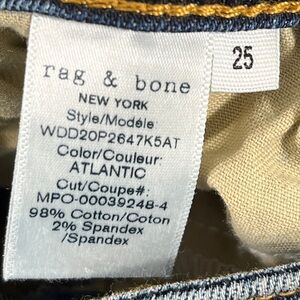 rag & bone
25
NEW YORK
Style/Modèle
WDD20P2647K5AT
Color/Couleur:
ATLANTIC
Cut/Coupe#:
MPO-00039248-4
98% Cotton/Coton
2% Spandex
/Spandex